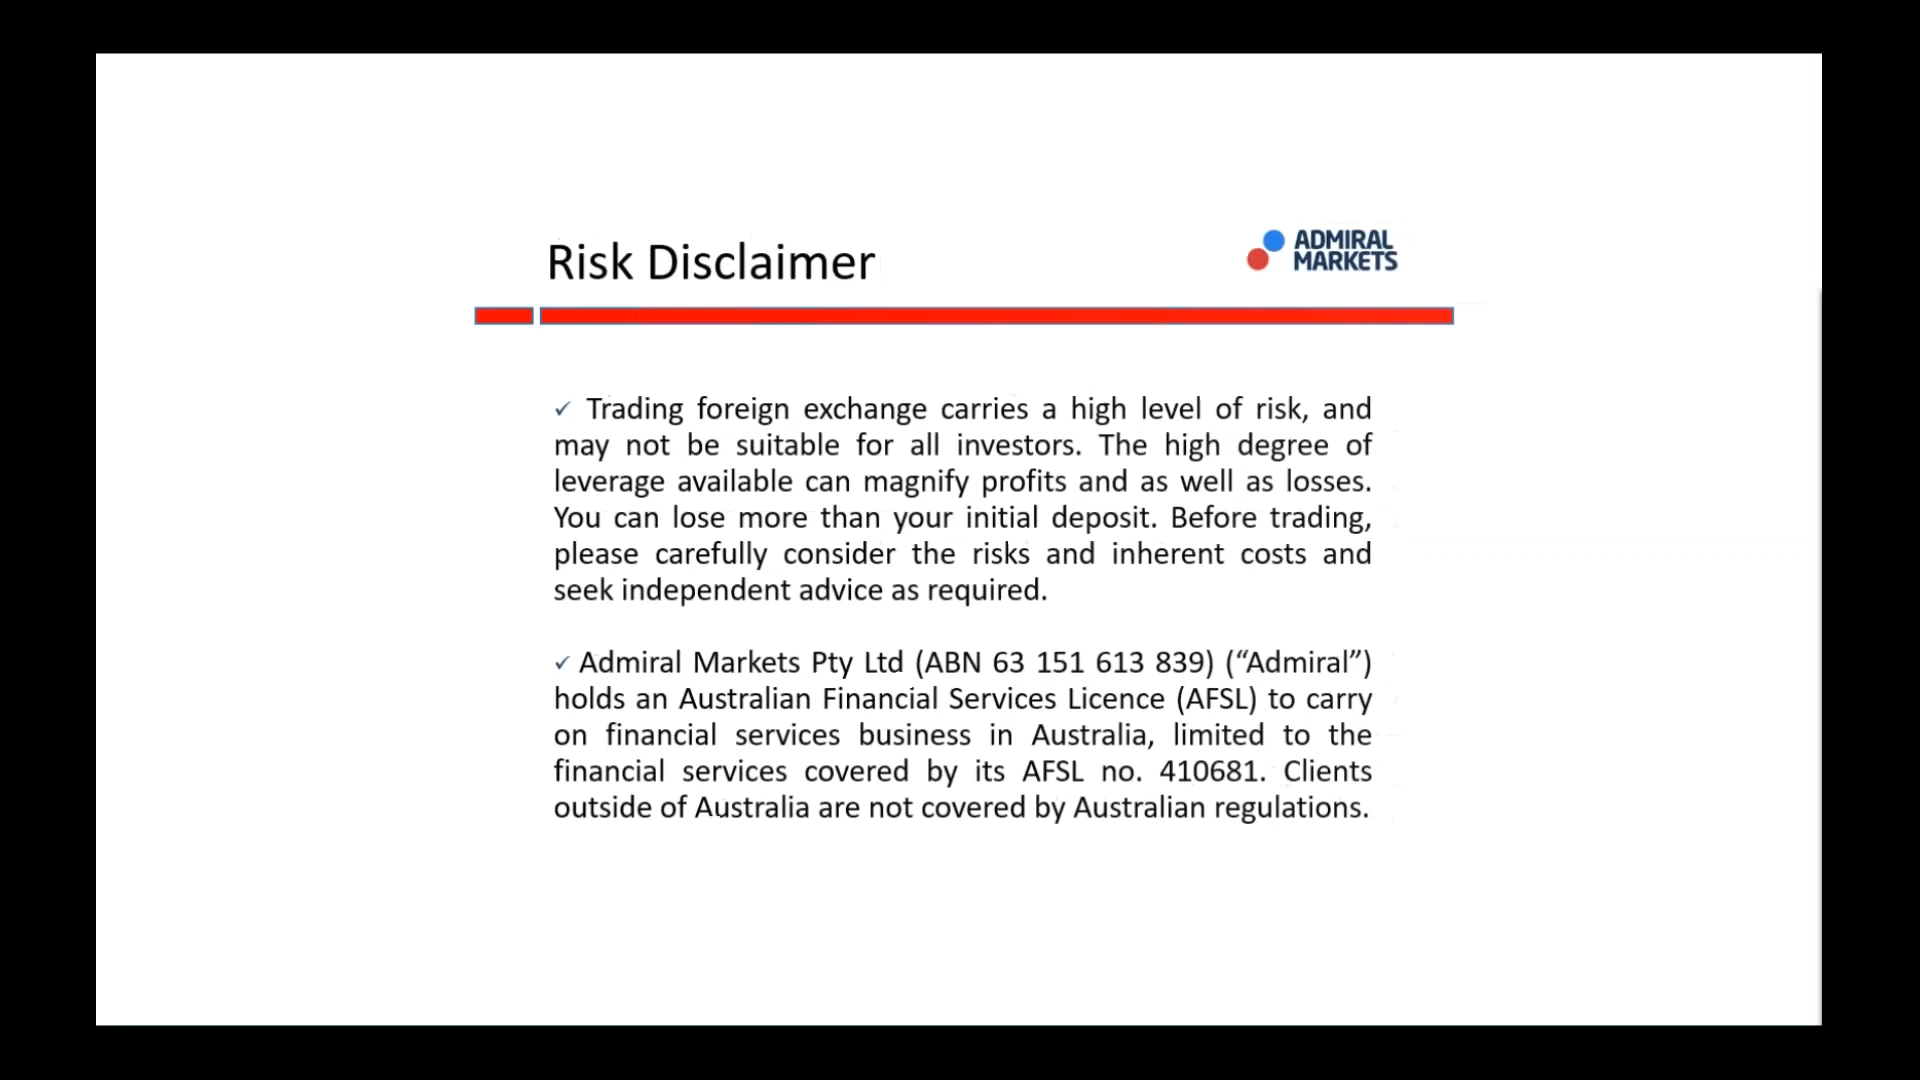 Risk Disclaimer
ADMIRAL
MARKETS
✓ Trading foreign exchange carries a high level of risk, and
may not be suitable for all investors. The high degree of
leverage available can magnify profits and as well as losses.
You can lose more than your initial deposit. Before trading,
please carefully consider the risks and inherent costs and
seek independent advice as required.
✓ Admiral Markets Pty Ltd (ABN 63 151 613 839) (“Admiral”)
holds an Australian Financial Services Licence (AFSL) to carry
on financial services business in Australia, limited to the
financial services covered by its AFSL no. 410681. Clients
outside of Australia are not covered by Australian regulations.